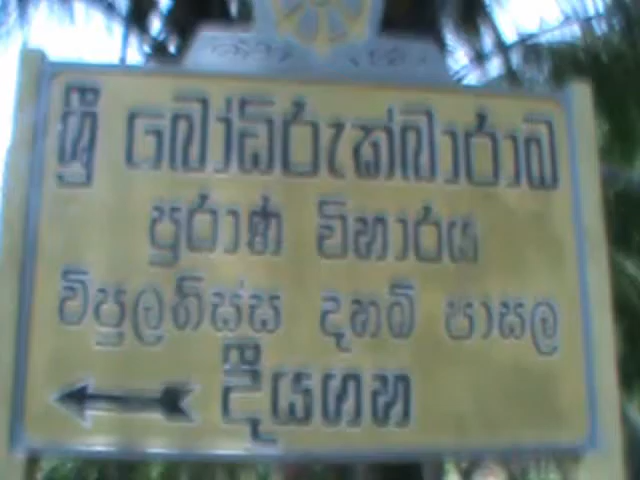 ශ්‍රී බෝධිරුක්ඛාරාම
පුරාණ විහාරය
විපුලතිස්ස දහම් පාසල
දීයගහ